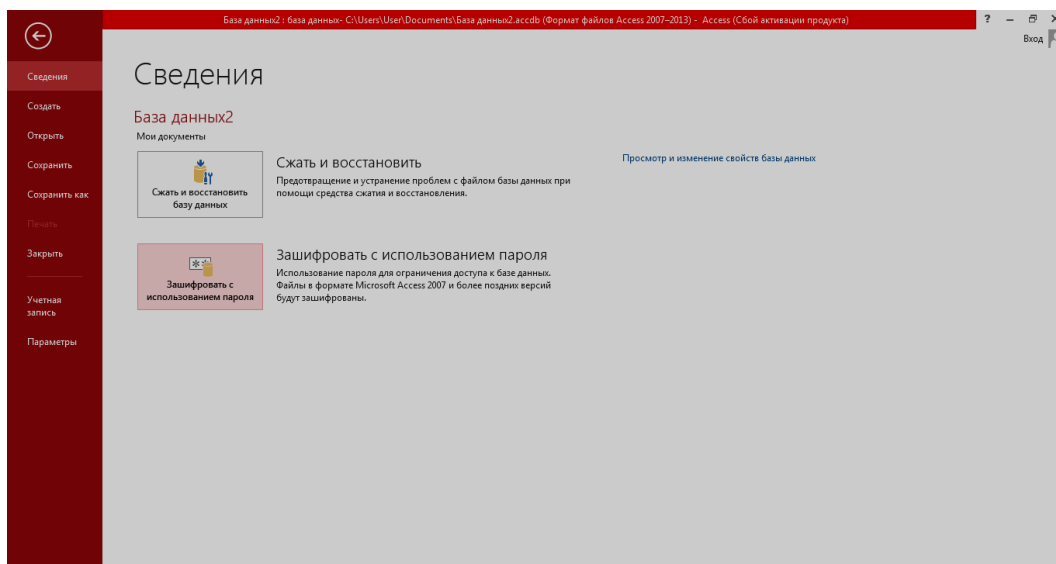 База данных2 : база данных- C:\Users\User\Documents\База данных2.accdb (Формат файлов Access 2007–2013) - Access (Сбой активации продукта)
?
Вход
Сведения
Создать
Открыть
Сохранить
Сохранить как
Печать
Закрыть
Учетная
запись
Параметры
Сведения
База данных2
Мои документы
Сжать и восстановить
базу данных
Сжать и восстановить
Предотвращение и устранение проблем с файлом базы данных при
помощи средства сжатия и восстановления.
Просмотр и изменение свойств базы данных
Зашифровать с
использованием пароля
Зашифровать с использованием пароля
Использование пароля для ограничения доступа к базе данных.
Файлы в формате Microsoft Access 2007 и более поздних версий
будут зашифрованы.